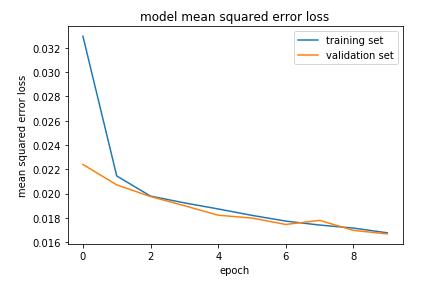 model mean squared error loss
training set
validation set
mean squared error loss
0.032
0.030
0.028
0.026
0.024
0.022
0.020
0.018
0.016
0 2 4 6 8
epoch